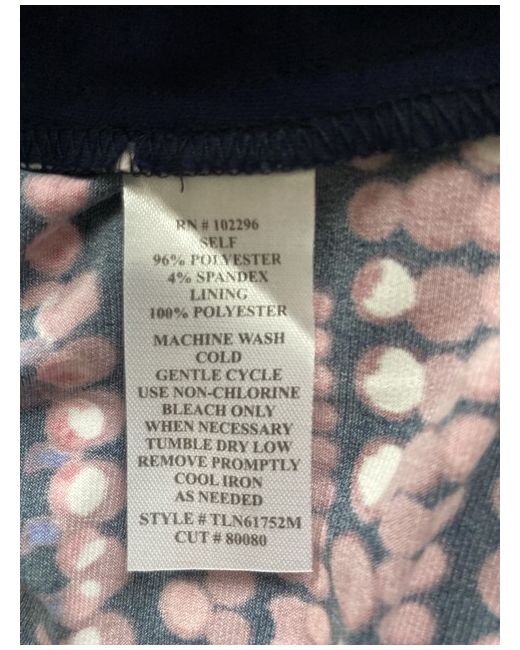 RN # 102296
SELF
96% POLYESTER
4% SPANDEX
LINING
100% POLYESTER
MACHINE WASH
COLD
GENTLE CYCLE
USE NON-CHLORINE
BLEACH ONLY
WHEN NECESSARY
TUMBLE DRY LOW
REMOVE PROMPTLY
COOL IRON
AS NEEDED
STYLE # TLN61752M
CUT # 80080